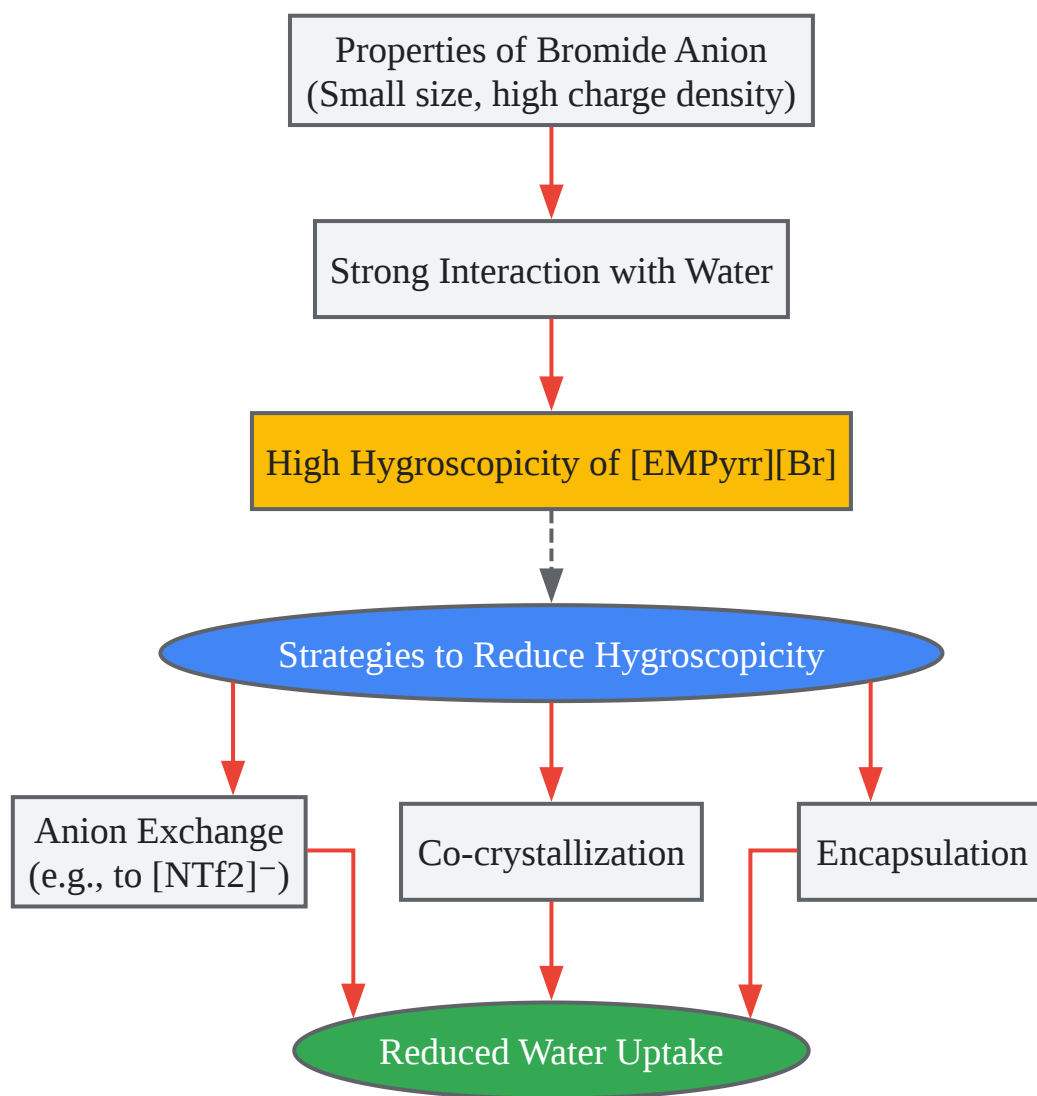 Properties of Bromide Anion
(Small size, high charge density)
Strong Interaction with Water
High Hygroscopicity of [EMPyrr][Br]
Strategies to Reduce Hygroscopicity
Anion Exchange
(e.g., to [NTf2]⁻)
Co-crystallization
Encapsulation
Reduced Water Uptake